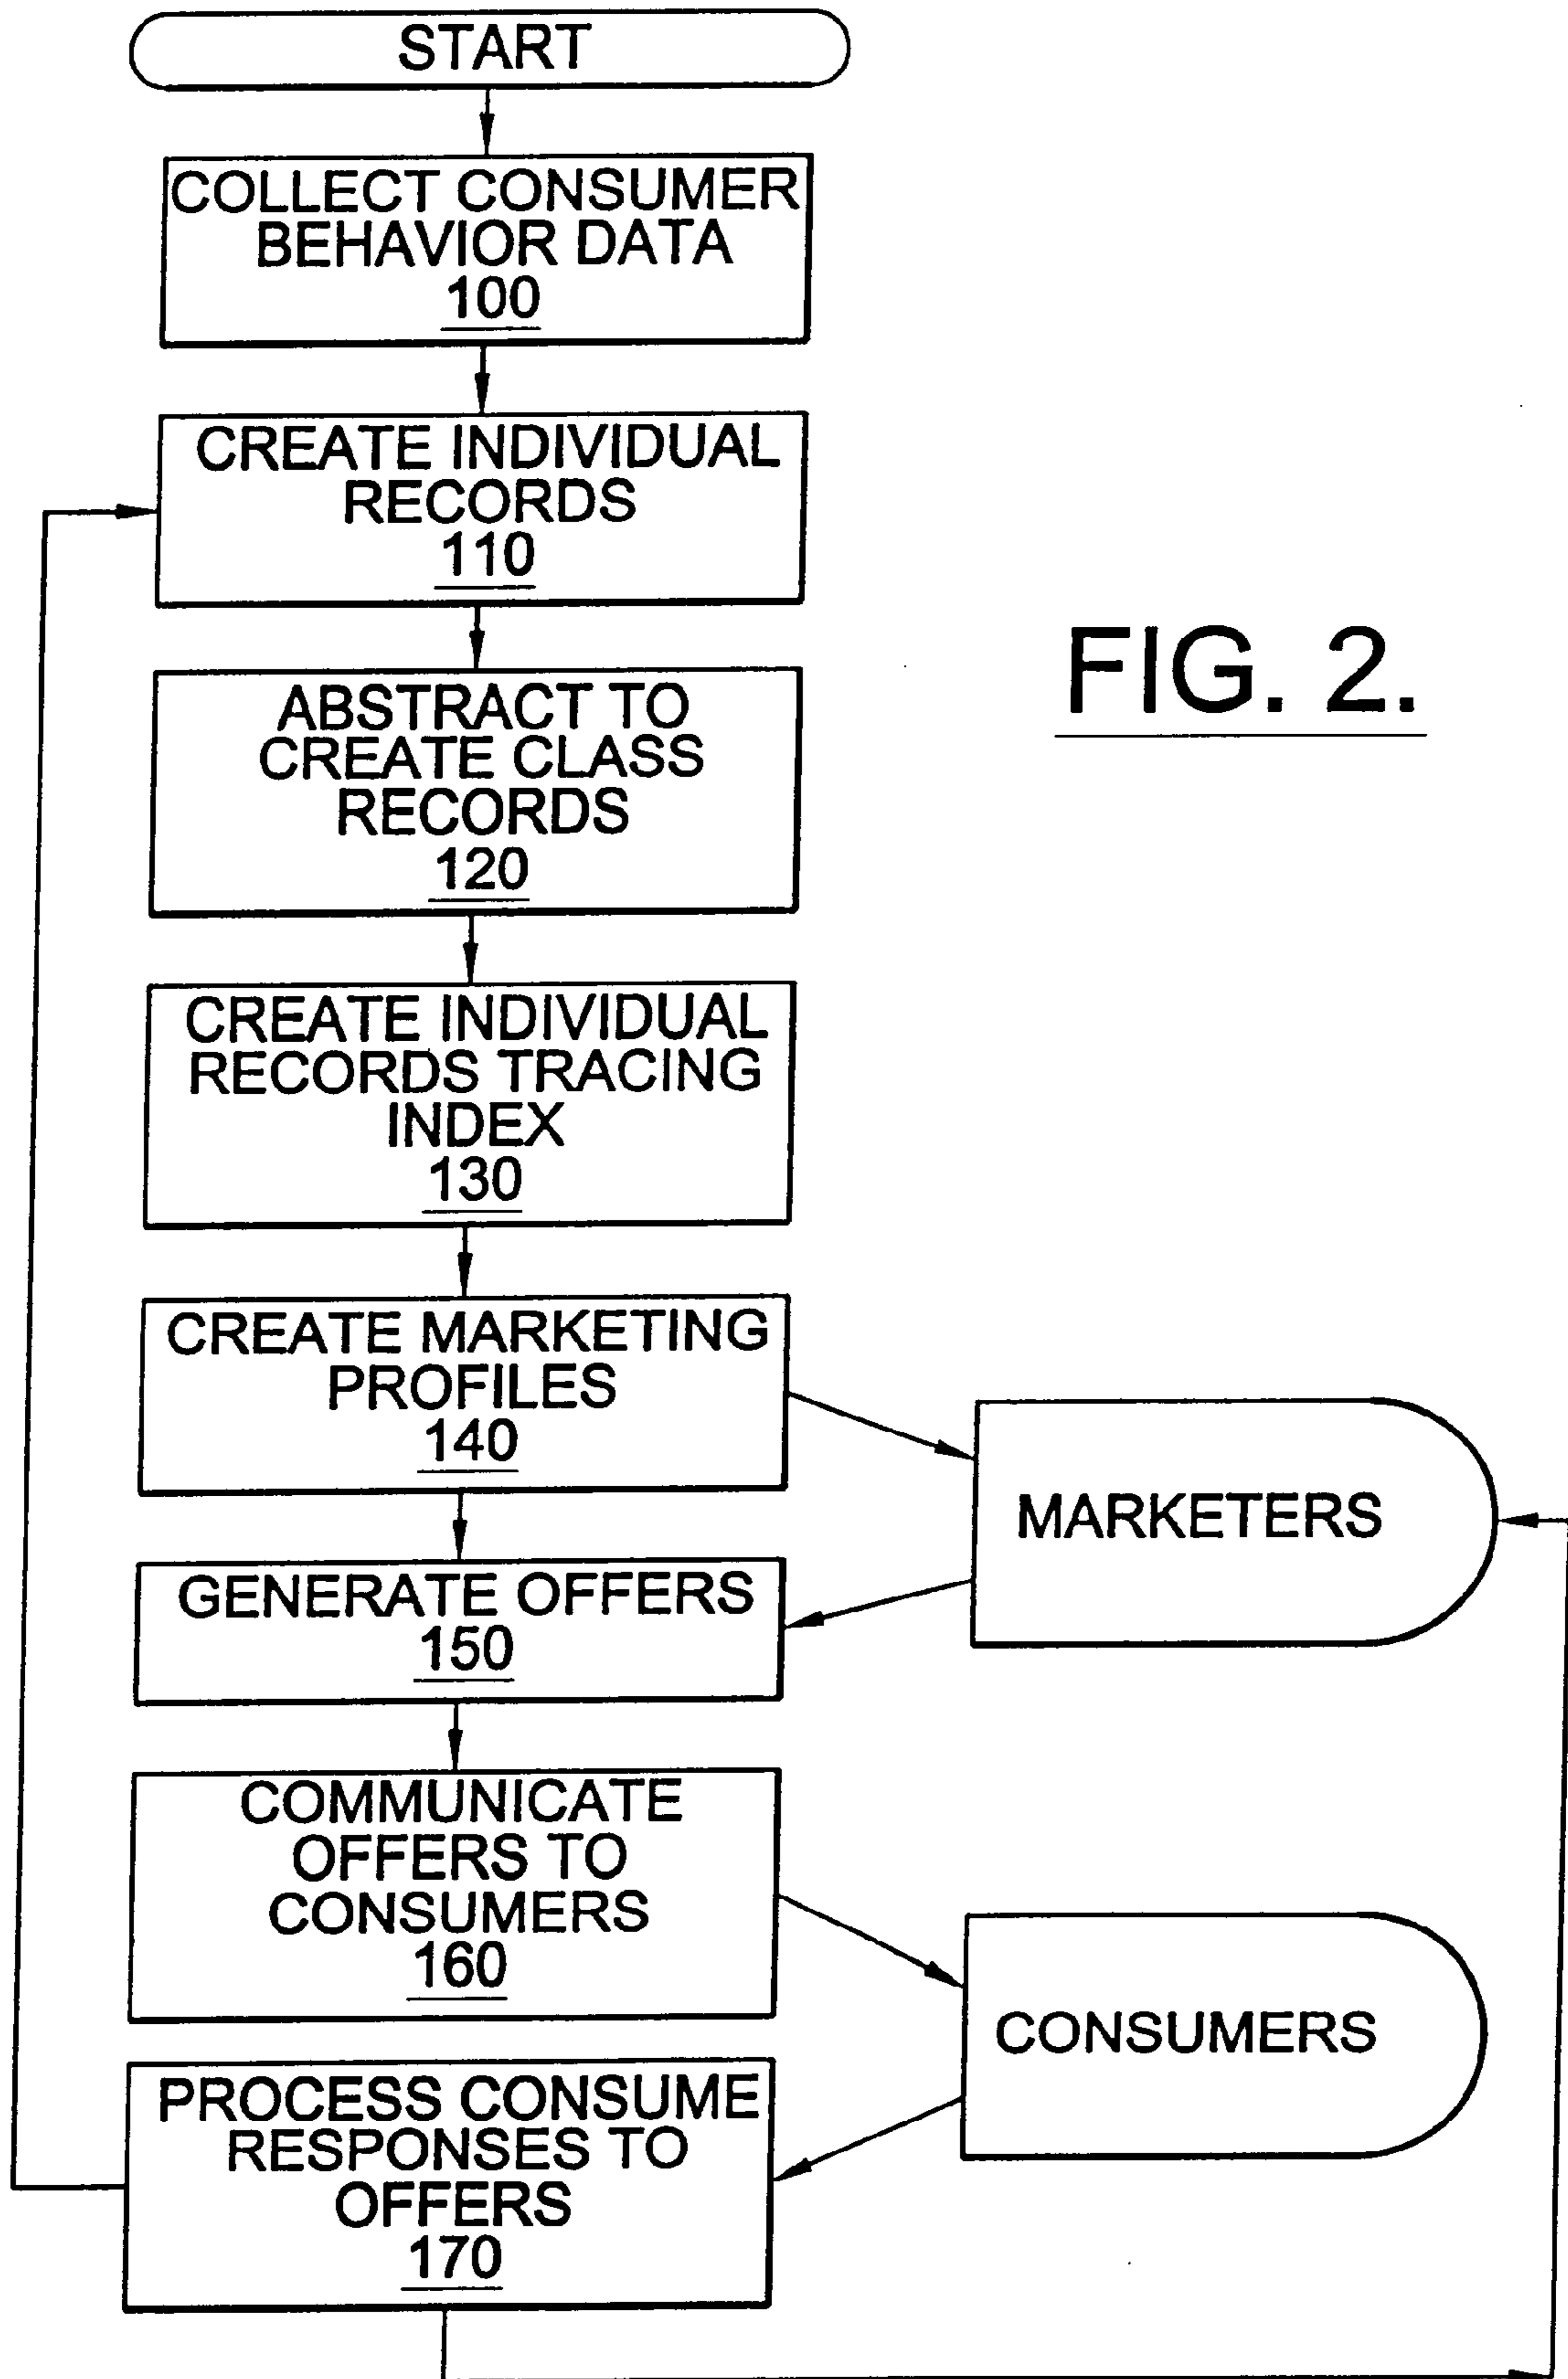 START
COLLECT CONSUMER
BEHAVIOR DATA
100
CREATE INDIVIDUAL
RECORDS
110
FIG. 2.
ABSTRACT TO
CREATE CLASS
RECORDS
120
CREATE INDIVIDUAL
RECORDS TRACING
INDEX
130
CREATE MARKETING
PROFILES
140
MARKETERS
GENERATE OFFERS
150
COMMUNICATE
OFFERS TO
CONSUMERS
160
CONSUMERS
PROCESS CONSUME
RESPONSES TO
OFFERS
170